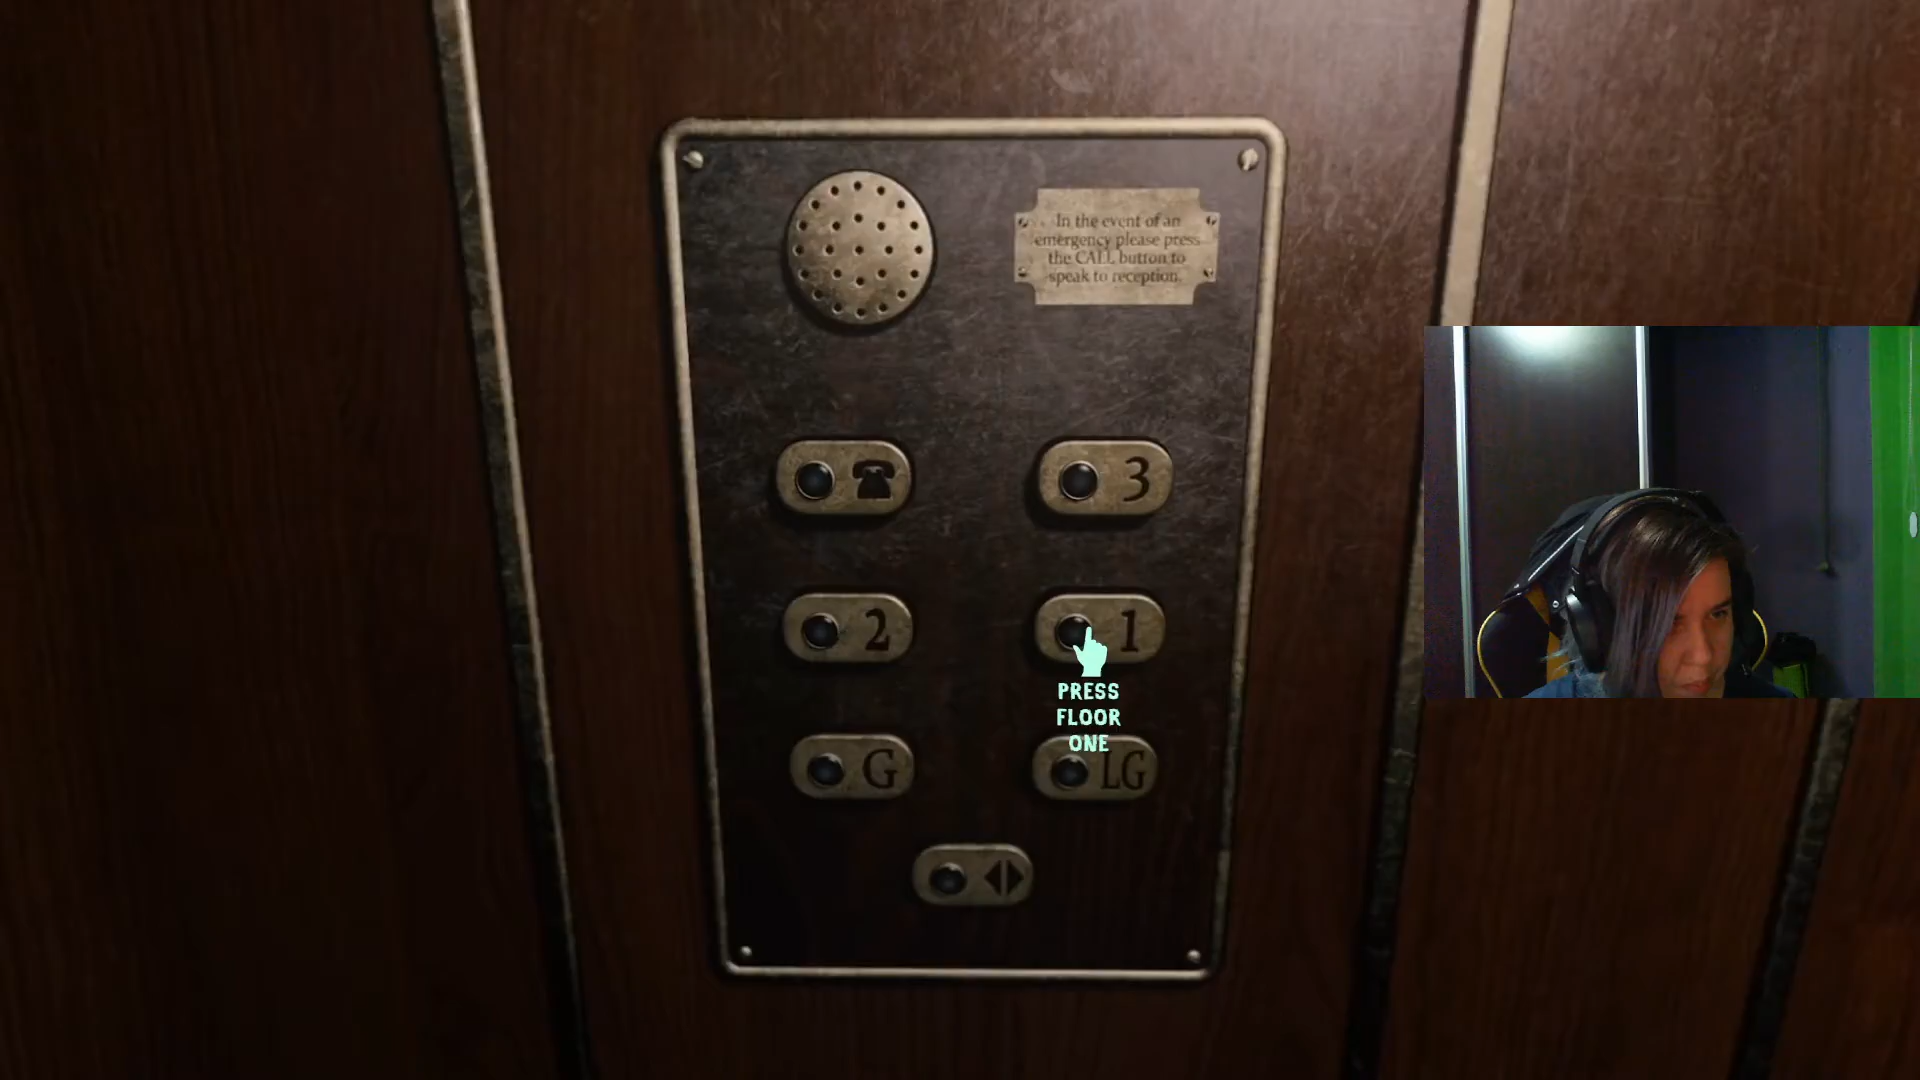 In the event of an
emergency please press
the CALL button to
speak to reception.
3
2
1
PRESS
FLOOR
ONE
G
LG